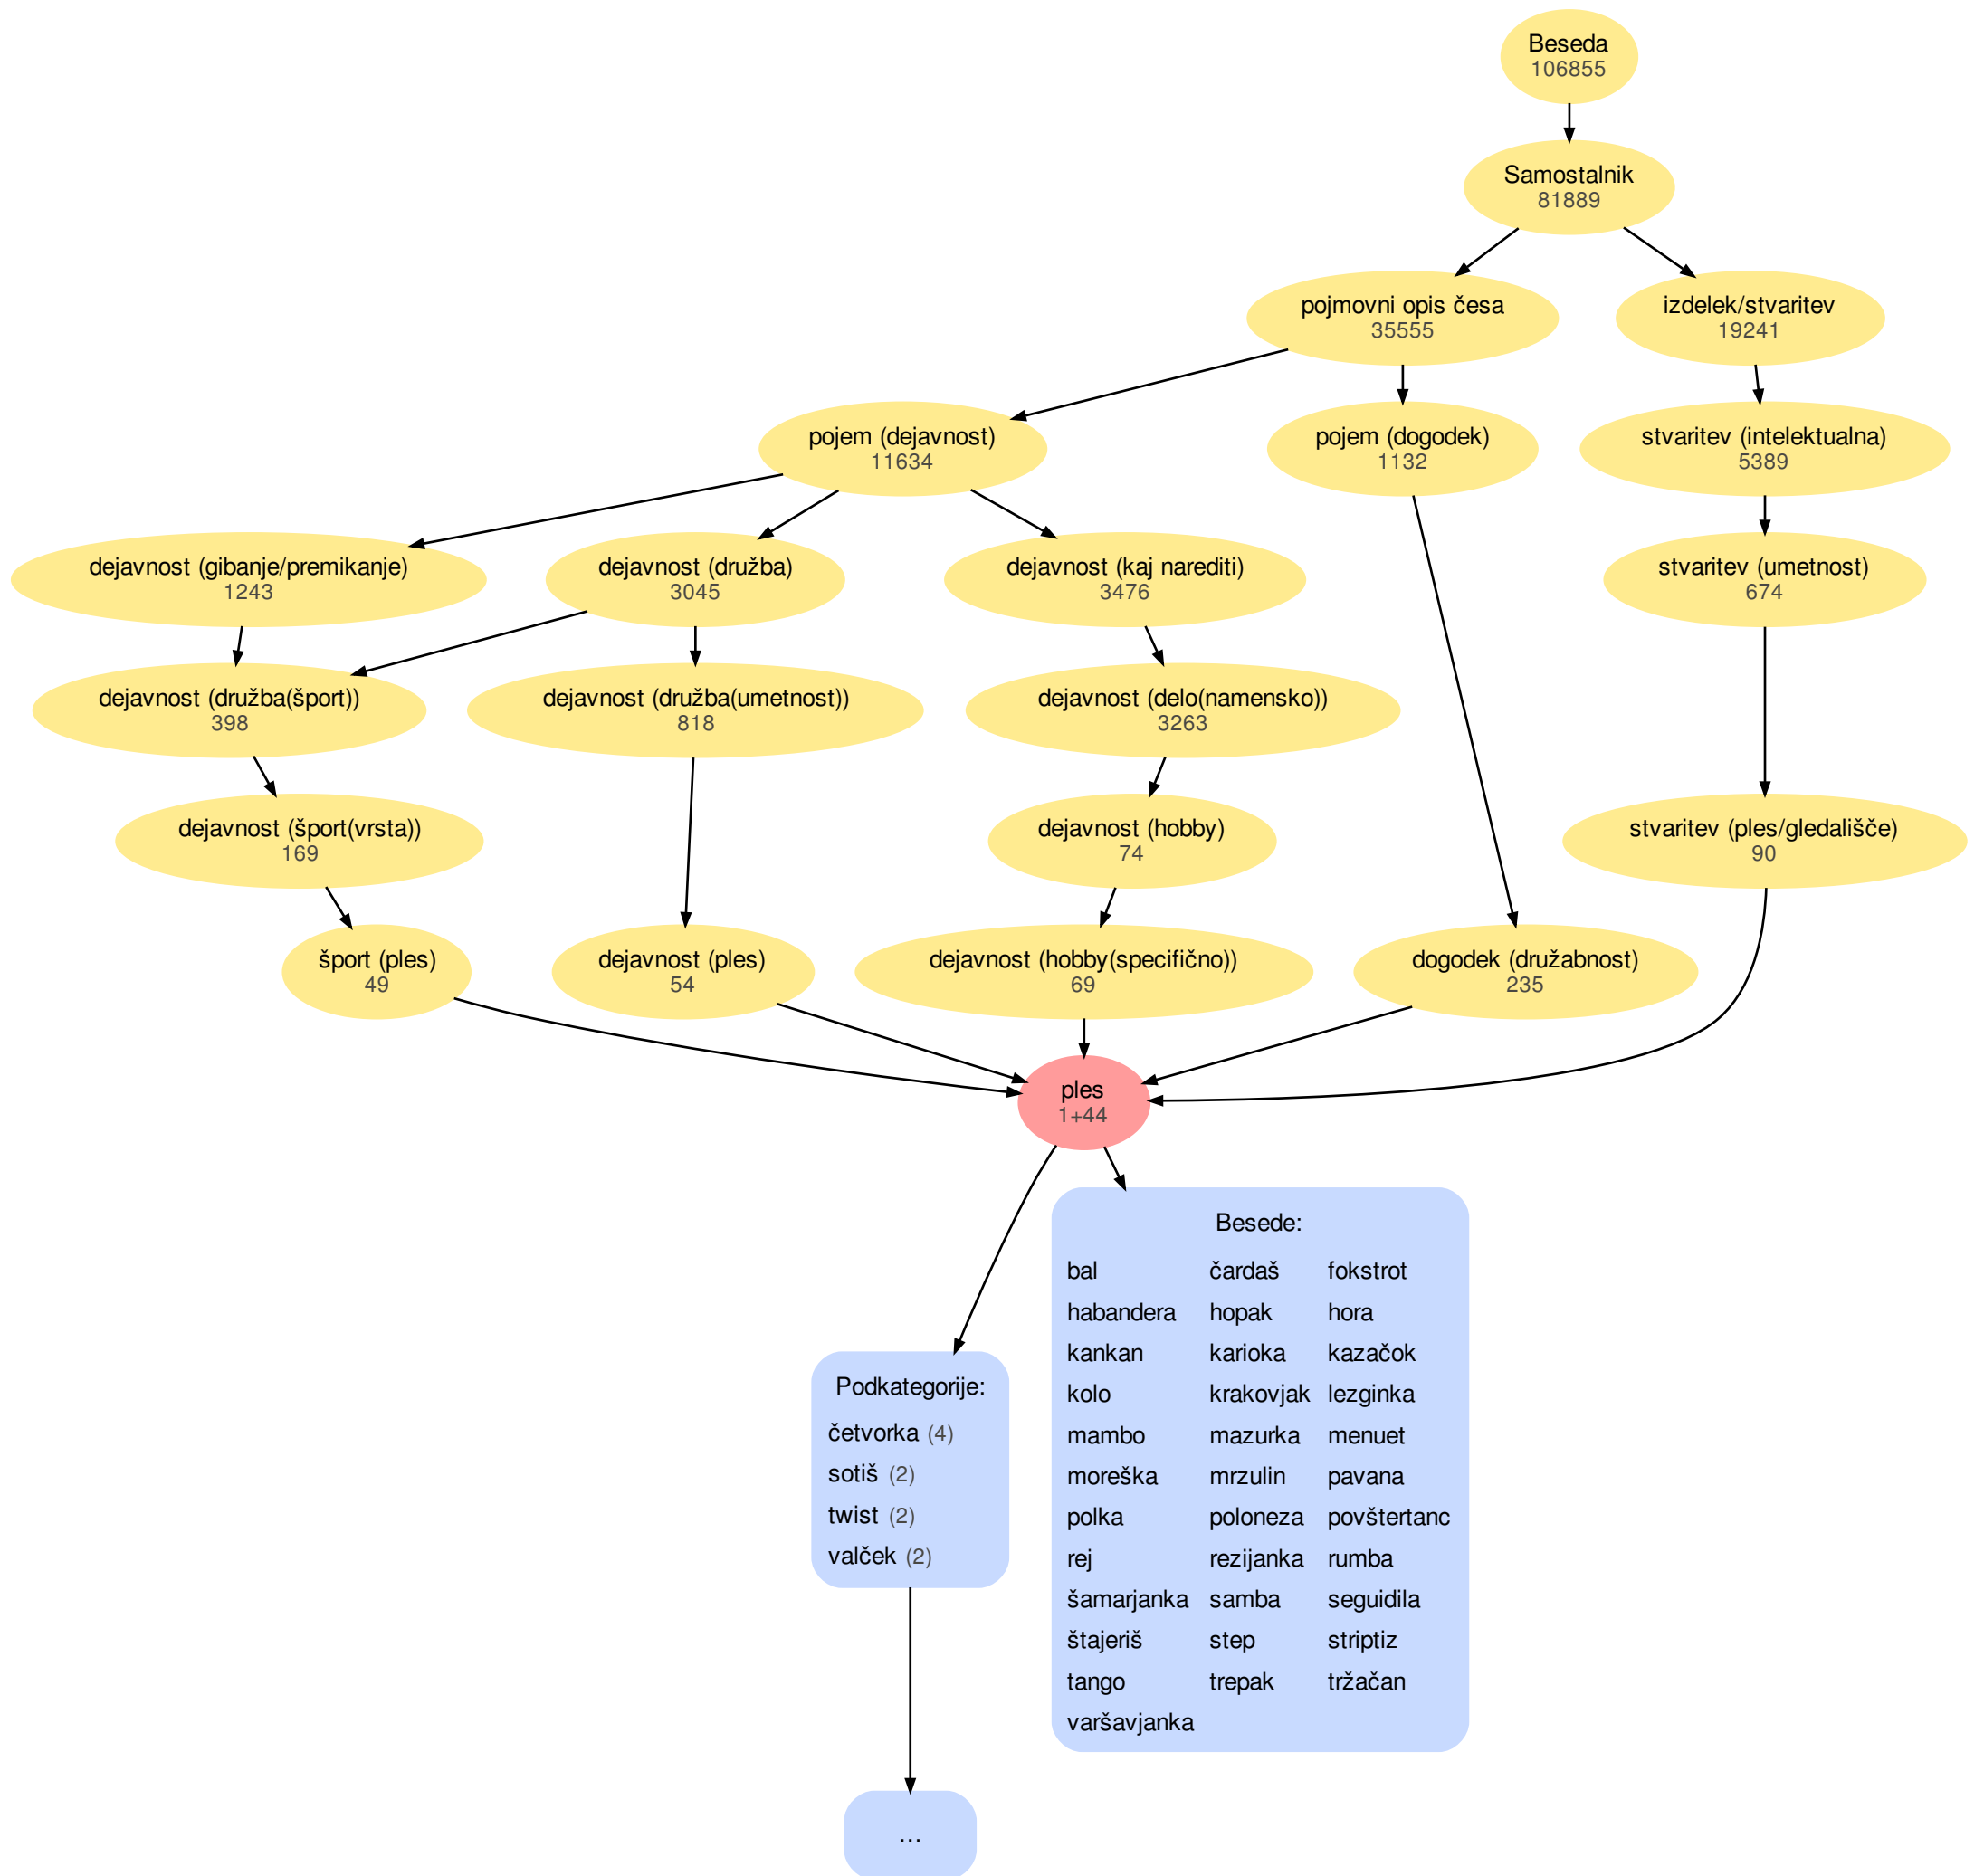 Beseda
106855
Samostalnik
81889
pojmovni opis česa
35555
izdelek/stvaritev
19241
pojem (dejavnost)
11634
pojem (dogodek)
1132
stvaritev (intelektualna)
5389
dejavnost (gibanje/premikanje)
1243
dejavnost (družba)
3045
dejavnost (kaj narediti)
3476
stvaritev (umetnost)
674
dejavnost (družba(šport))
398
dejavnost (družba(umetnost))
818
dejavnost (delo(namensko))
3263
dejavnost (šport(vrsta))
169
dejavnost (hobby)
74
stvaritev (ples/gledališče)
90
šport (ples)
49
dejavnost (ples)
54
dejavnost (hobby(specifično))
69
dogodek (družabnost)
235
ples
1+44
Besede:
bal čardaš fokstrot
habandera hopak hora
kankan karioka kazačok
kolo krakovjak lezginka
mambo mazurka menuet
moreška mrzulin pavana
polka poloneza povštertanc
rej rezijanka rumba
šamarjanka samba seguidila
štajeriš step striptiz
tango trepak tržačan
varšavjanka
Podkategorije:
četvorka (4)
sotiš (2)
twist (2)
valček (2)
...